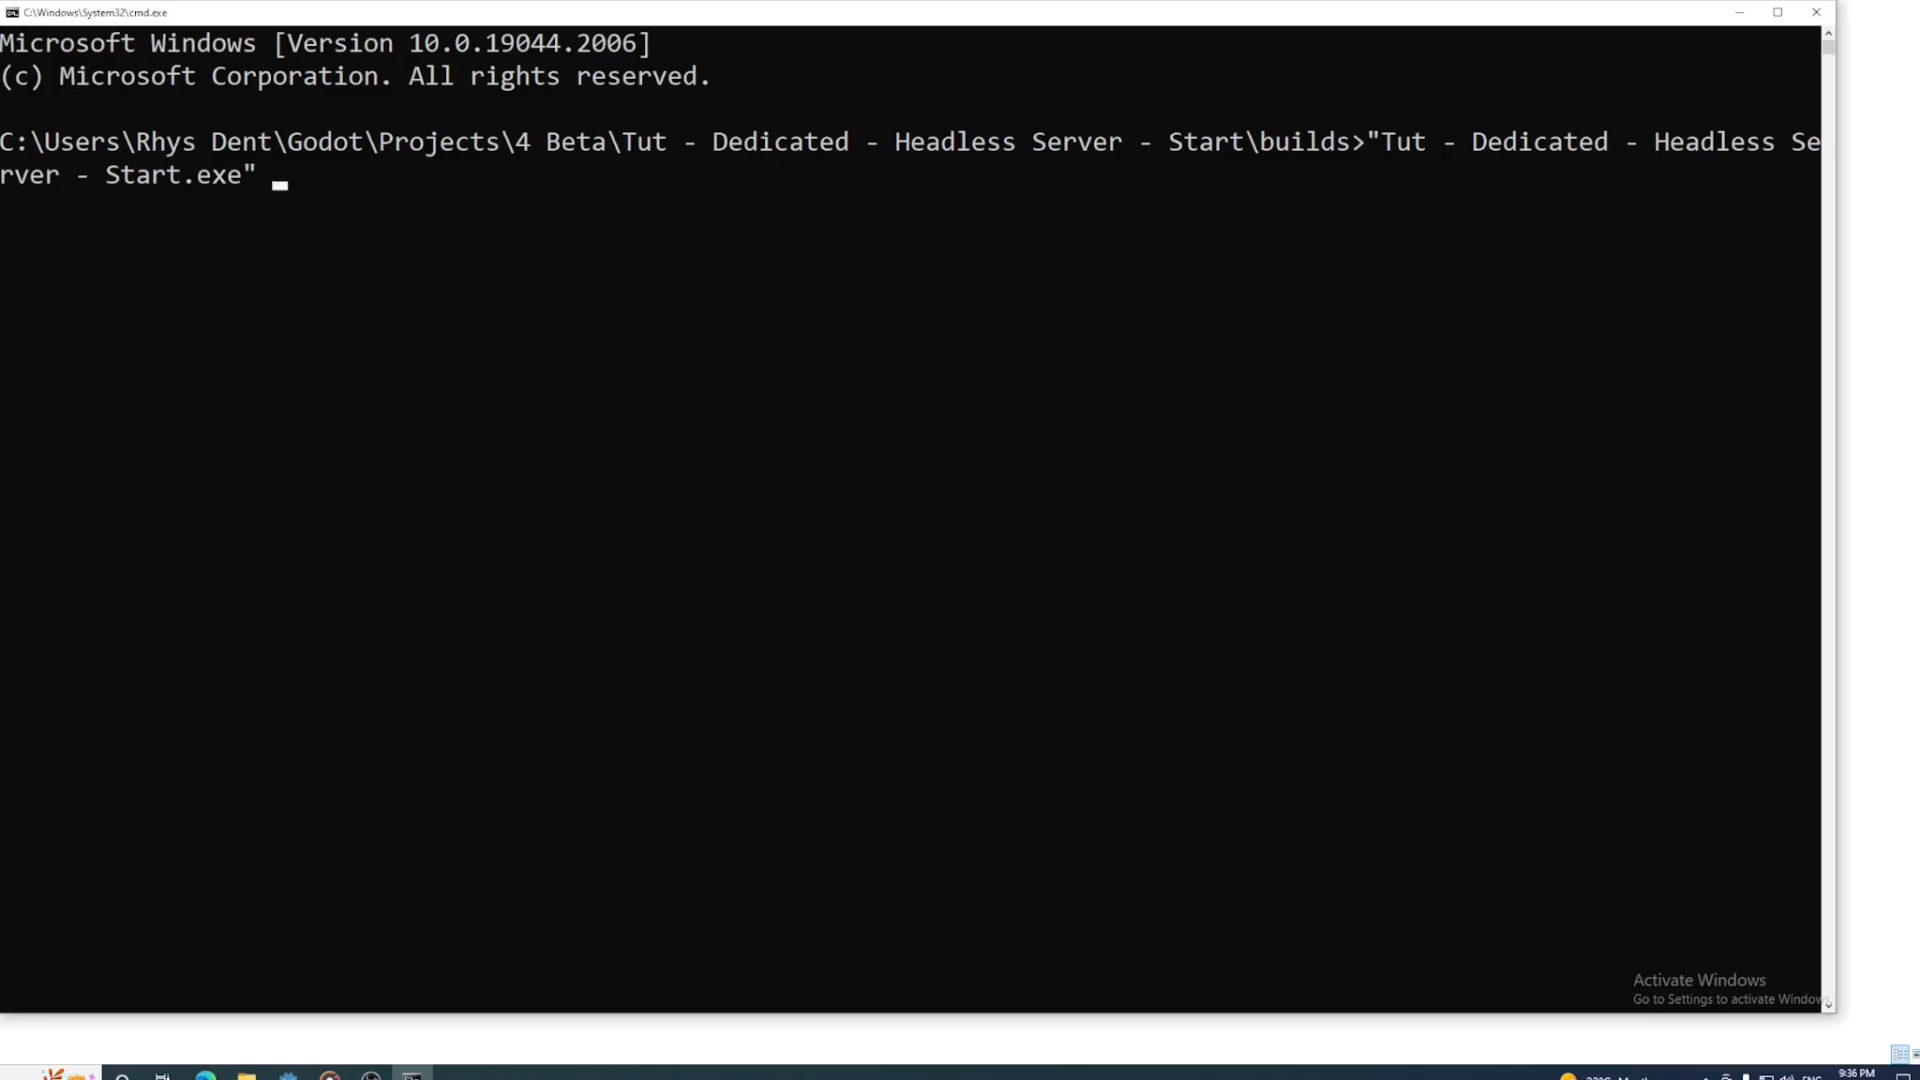 C:\Windows\System32\cmd.exe
Microsoft Windows [Version 10.0.19044.2006]
(c) Microsoft Corporation. All rights reserved.
C:\Users\Rhys Dent\Godot\Projects\4 Beta\Tut - Dedicated - Headless Server - Start\builds>"Tut - Dedicated - Headless Se
rver - Start.exe"
Activate Windows
Go to Settings to activate Windows
ENG
9:36 PM